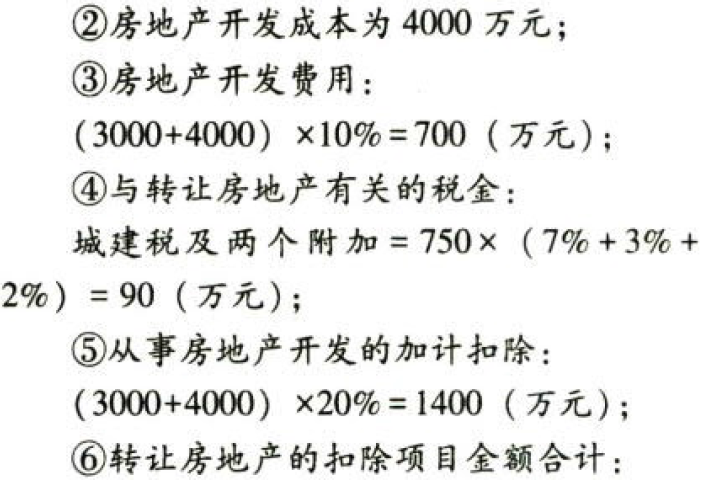 ②房地产开发成本为 4000 万元；
③房地产开发费用：
（3000+4000）×10%=700（万元）；
④与转让房地产有关的税金：
城建税及两个附加=750×（7%+3%+
2%）=90（万元）；
⑤从事房地产开发的加计扣除：
（3000+4000）×20%=1400（万元）；
⑥转让房地产的扣除项目金额合计：